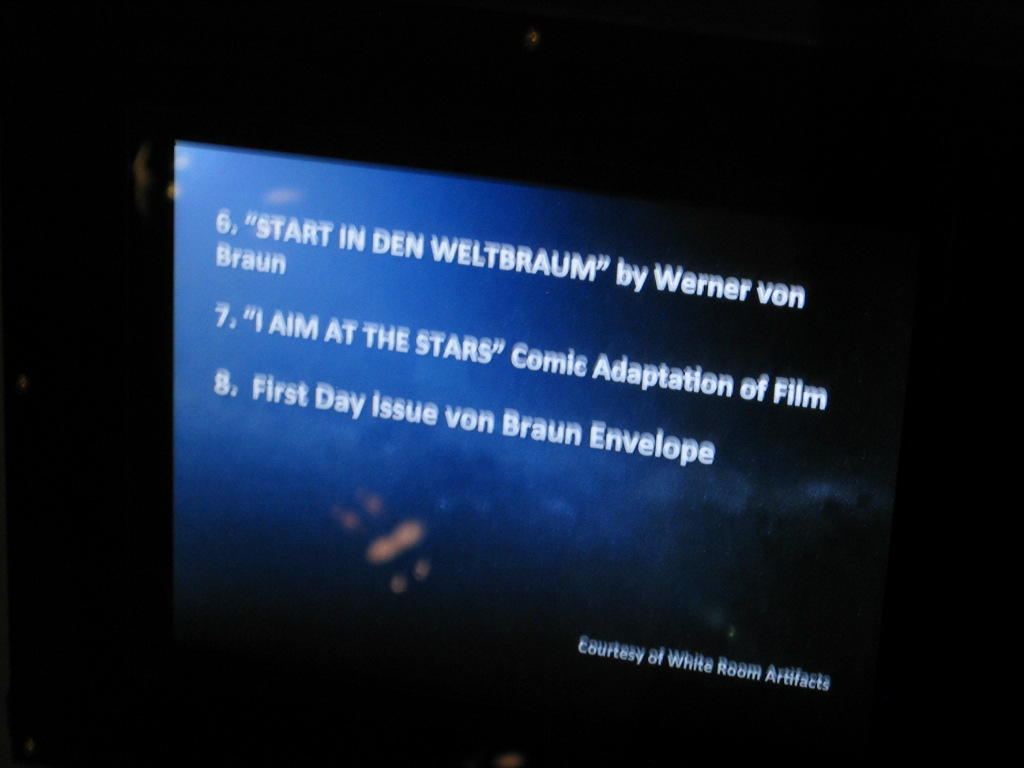 6. “START IN DEN WELTBRAUM” by Werner von
Braun
7. “I AIM AT THE STARS” Comic Adaptation of Film
8. First Day Issue von Braun Envelope
Courtesy of White Room Artifacts